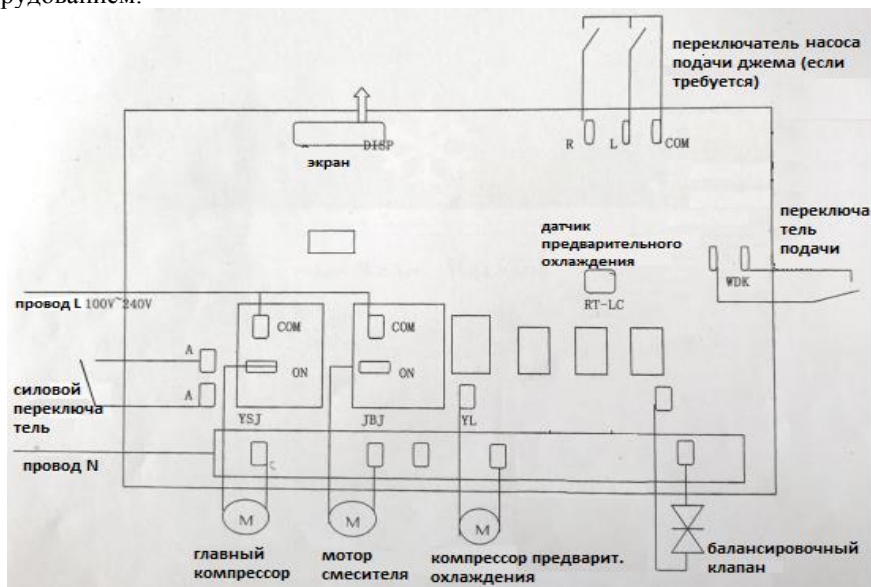 рудованием.
переключатель насоса
подачи джема (если
требуется)
DISP
экран
R
L
COM
переключа
тель
подачи
WDK
датчик
предварительного
охлаждения
RT-LC
провод L 100V~240V
COM
COM
A
ON
ON
A
силовой
переключа
тель
YSJ
JBJ
YL
провод N
M
M
M
главный
компрессор
мотор
смесителя
компрессор предварит.
охлаждения
балансировочный
клапан